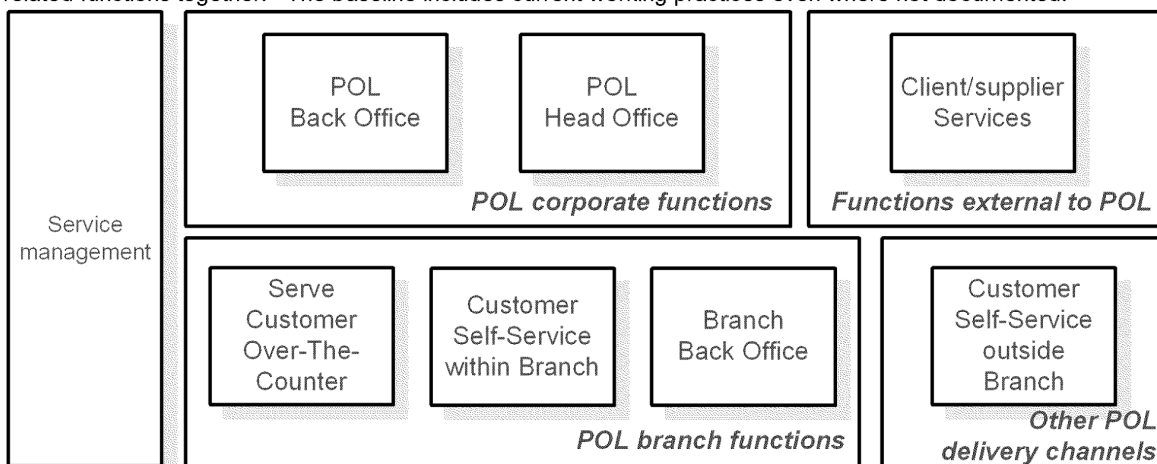 related functions together. The baseline includes current working practices even where not documented.
POL
Back Office
POL
Head Office
POL corporate functions
Client/supplier
Services
Functions external to POL
Service
management
Serve
Customer
Over-The-
Counter
Customer
Self-Service
within Branch
Branch
Back Office
POL branch functions
Customer
Self-Service
outside
Branch
Other POL
delivery channels